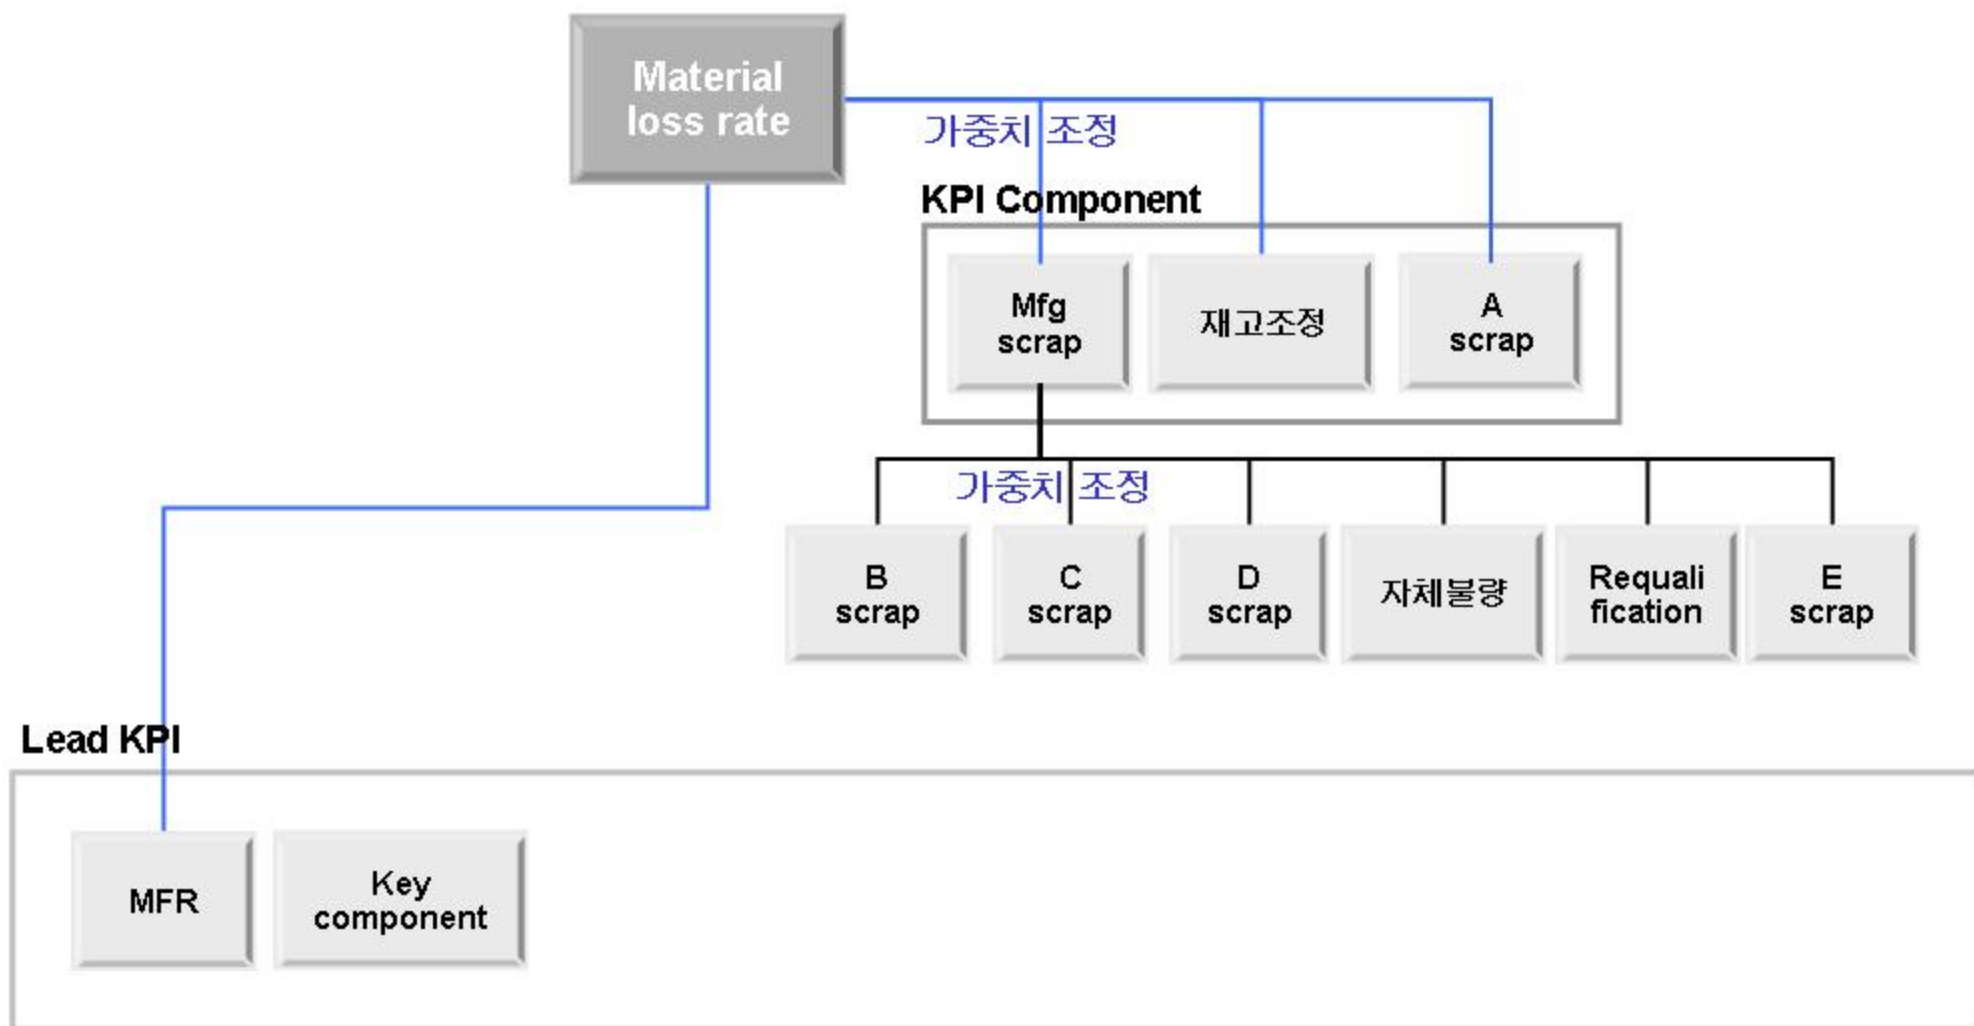 Material
loss rate
가중치 조정
KPI Component
Mfg
scrap
재고조정
A
scrap
가중치 조정
B
scrap
C
scrap
D
scrap
자체불량
Requali
fication
E
scrap
Lead KPI
MFR
Key
component